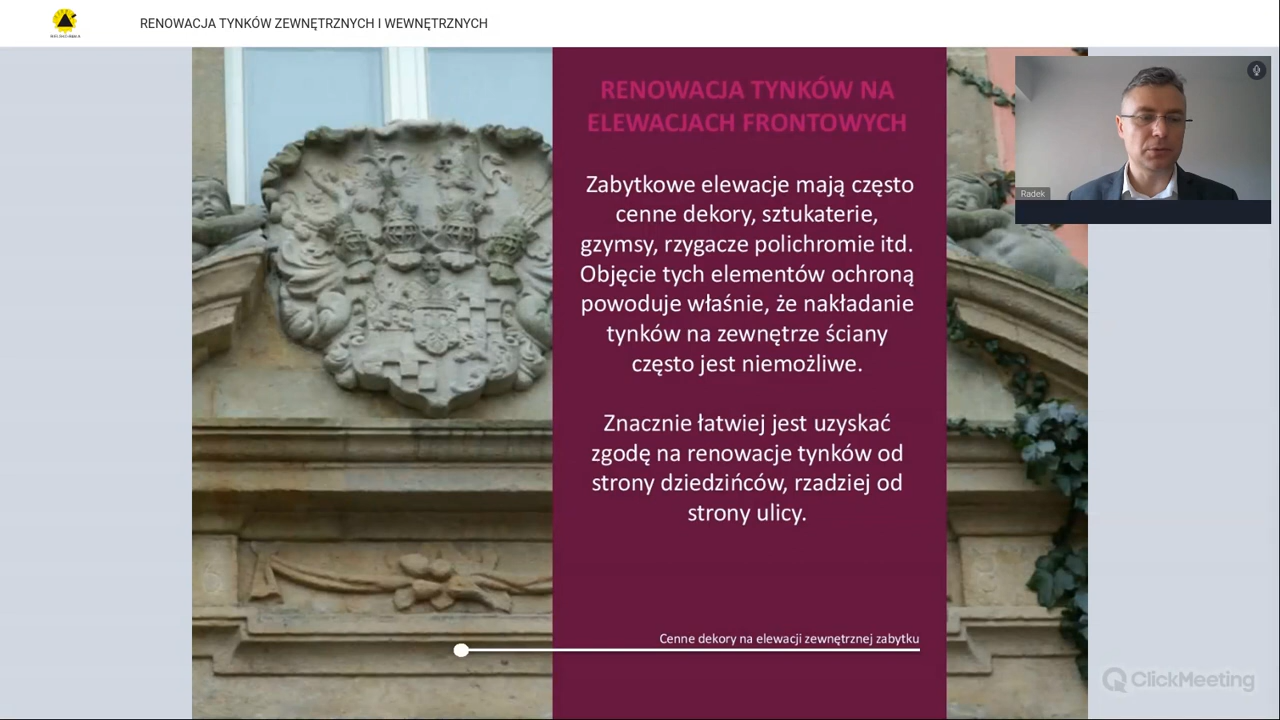 RENOWACJA TYNKÓW ZEWNĘTRZNYCH I WEWNĘTRZNYCH
RENOWACJA TYNKÓW NA
ELEWACJACH FRONTOWYCH
Zabytkowe elewacje mają często
cenne dekory, sztukaterie,
gzymsy, rzygacze polichromie itd.
Objęcie tych elementów ochroną
powoduje właśnie, że nakładanie
tynków na zewnętrze ściany
często jest niemożliwe.
Znacznie łatwiej jest uzyskać
zgodę na renowacje tynków od
strony dziedzińców, rzadziej od
strony ulicy.
Cenne dekory na elewacji zewnętrznej zabytku
Radek
ClickMeeting